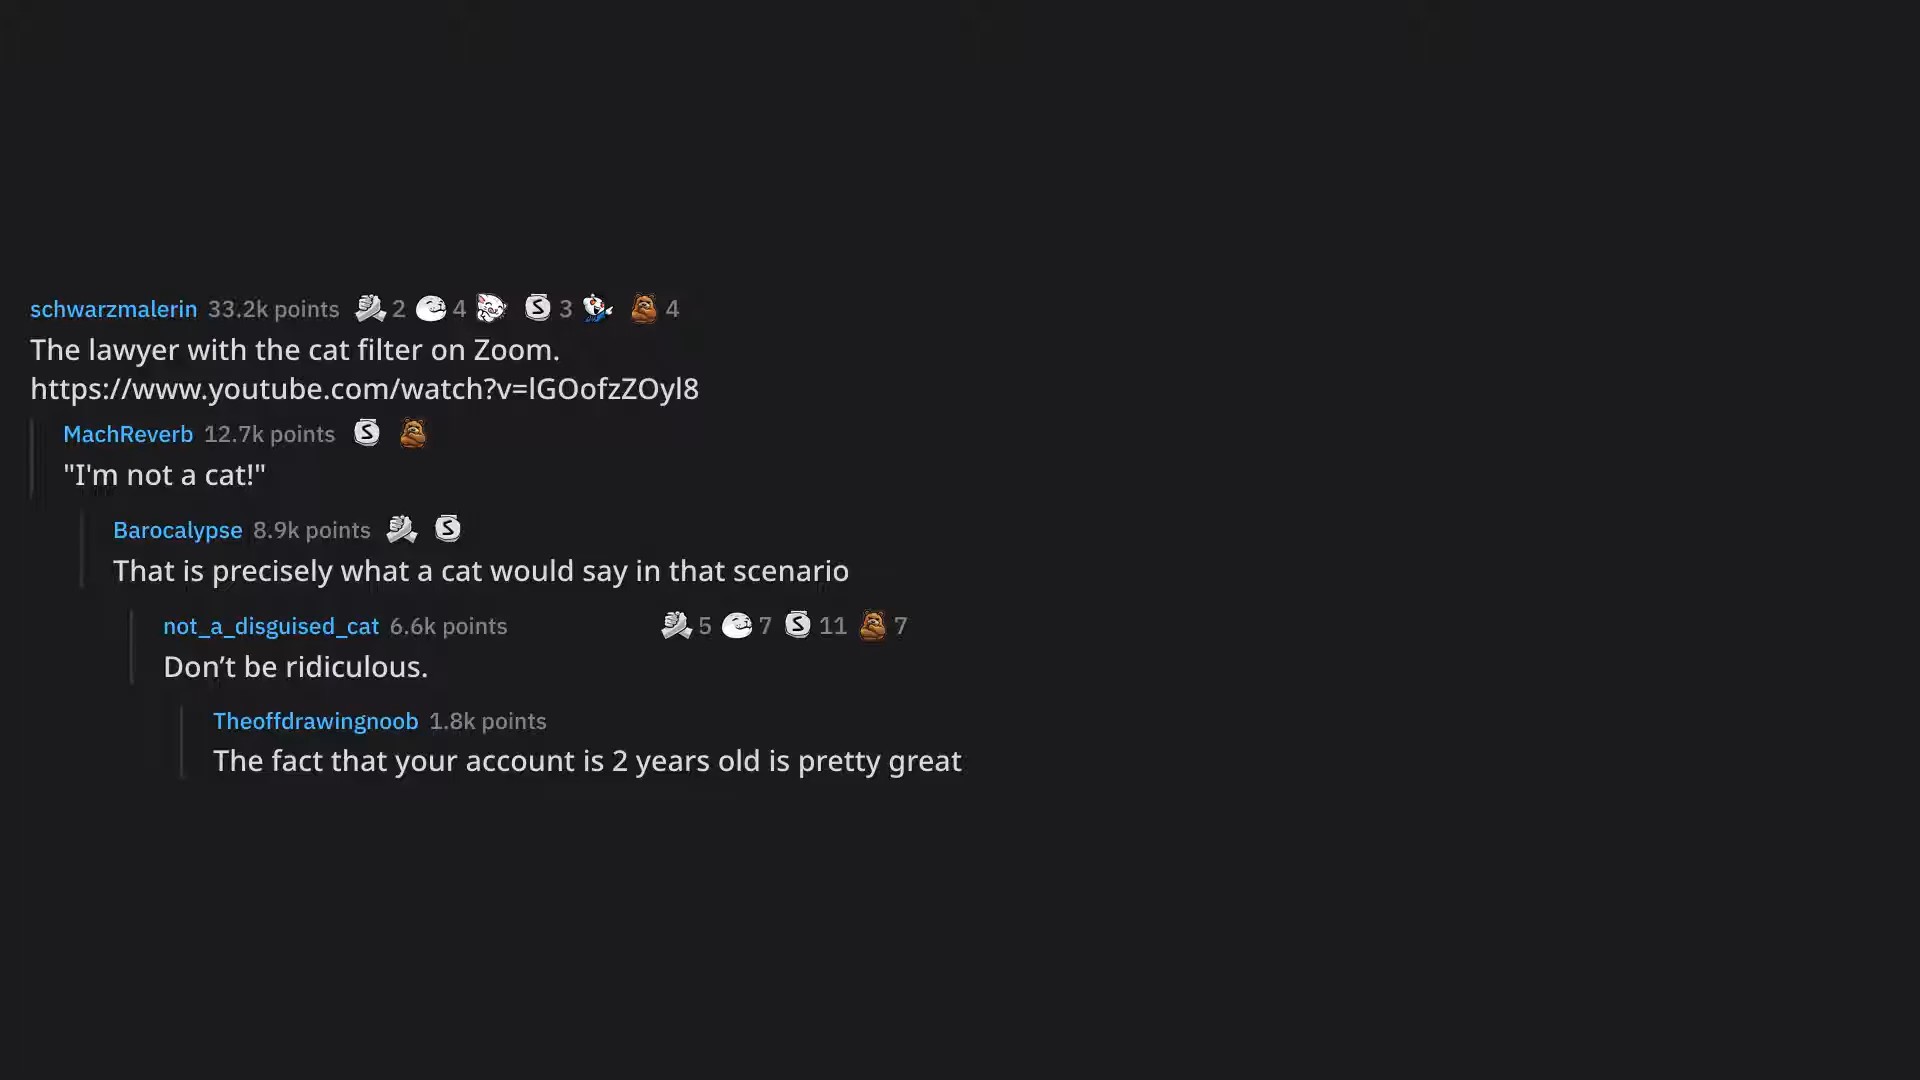 schwarzmalerin 33.2k points 2 4 S 3 4
The lawyer with the cat filter on Zoom.
https://www.youtube.com/watch?v=lGOofzZOyl8
MachReverb 12.7k points S
"I'm not a cat!"
Barocalypse 8.9k points S
That is precisely what a cat would say in that scenario
not_a_disguised_cat 6.6k points 5 7 S 11 7
Don’t be ridiculous.
Theoffdrawingnoob 1.8k points
The fact that your account is 2 years old is pretty great